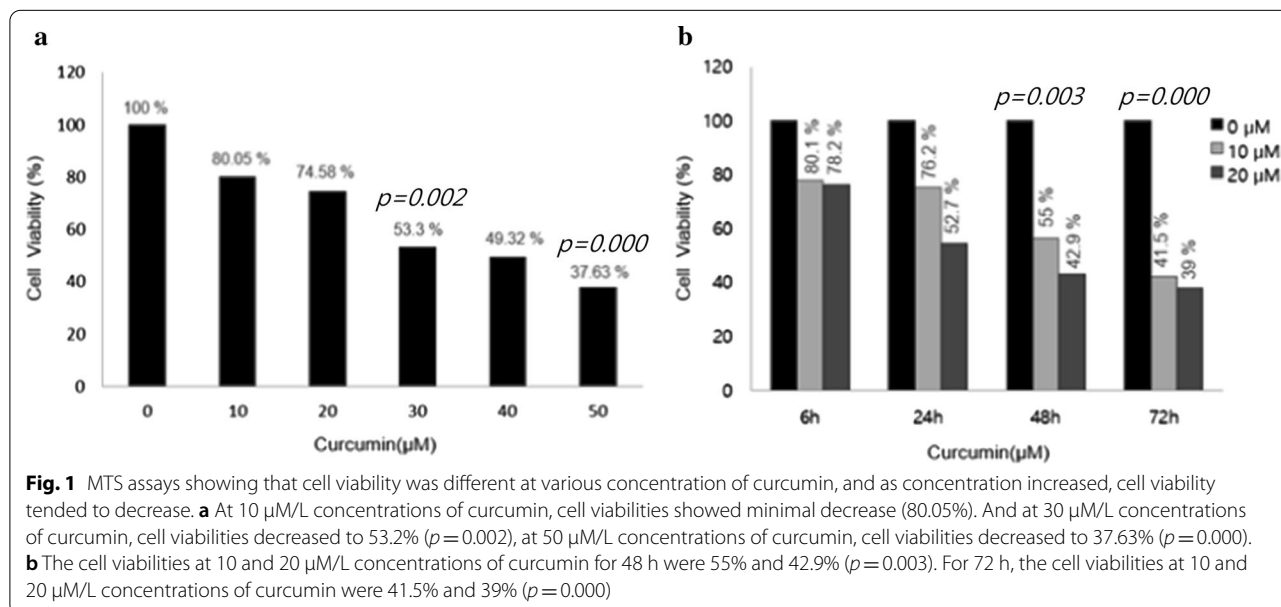 a
120
100
80
60
40
20
0
Cell Viability (%)
100 %
80.05 %
74.58 %
p=0.002
53.3 %
49.32 %
p=0.000
37.63 %
0 10 20 30 40 50
Curcumin(µM)
b
120
100
80
60
40
20
0
Cell Viability (%)
80.1 %
78.2 %
76.2 %
52.7 %
p=0.003
55 %
42.9 %
p=0.000
41.5 %
39 %
0 µM
10 µM
20 µM
6h 24h 48h 72h
Curcumin(µM)
Fig. 1 MTS assays showing that cell viability was different at various concentration of curcumin, and as concentration increased, cell viability
tended to decrease. a At 10 µM/L concentrations of curcumin, cell viabilities showed minimal decrease (80.05%). And at 30 µM/L concentrations
of curcumin, cell viabilities decreased to 53.2% (p = 0.002), at 50 µM/L concentrations of curcumin, cell viabilities decreased to 37.63% (p = 0.000).
b The cell viabilities at 10 and 20 µM/L concentrations of curcumin for 48 h were 55% and 42.9% (p = 0.003). For 72 h, the cell viabilities at 10 and
20 µM/L concentrations of curcumin were 41.5% and 39% (p = 0.000)